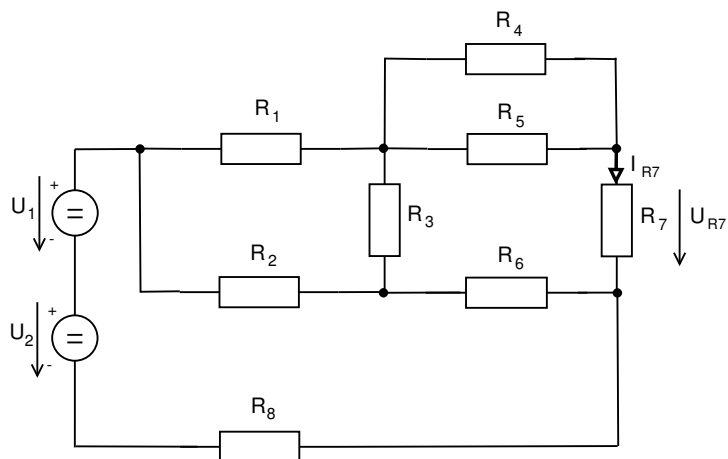 R4
R1
R5
IR7
+
U1
=
-
R3
R7
UR7
R2
R6
+
U2
=
-
R8